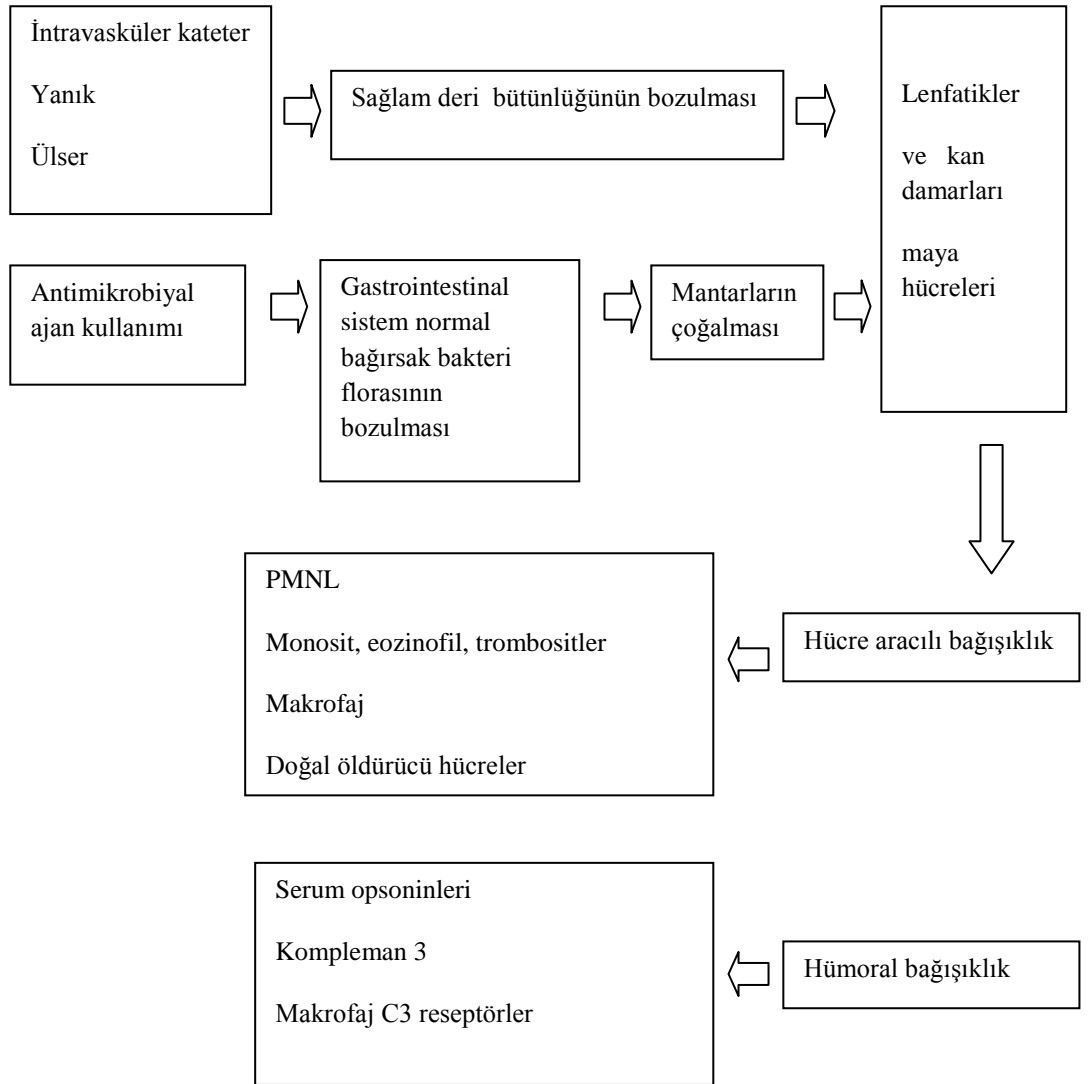 İntravasküler kateter
Yanık
Ülser
Sağlam deri bütünlüğünün bozulması
Lenfatikler
ve kan
damarları
maya
hücreleri
Antimikrobiyal
ajan kullanımı
Gastrointestinal
sistem normal
bağırsak bakteri
florasının
bozulması
Mantarların
çoğalması
PMNL
Monosit, eozinofil, trombositler
Makrofaj
Doğal öldürücü hücreler
Hücre aracılı bağışıklık
Serum opsoninleri
Kompleman 3
Makrofaj C3 reseptörler
Hümoral bağışıklık